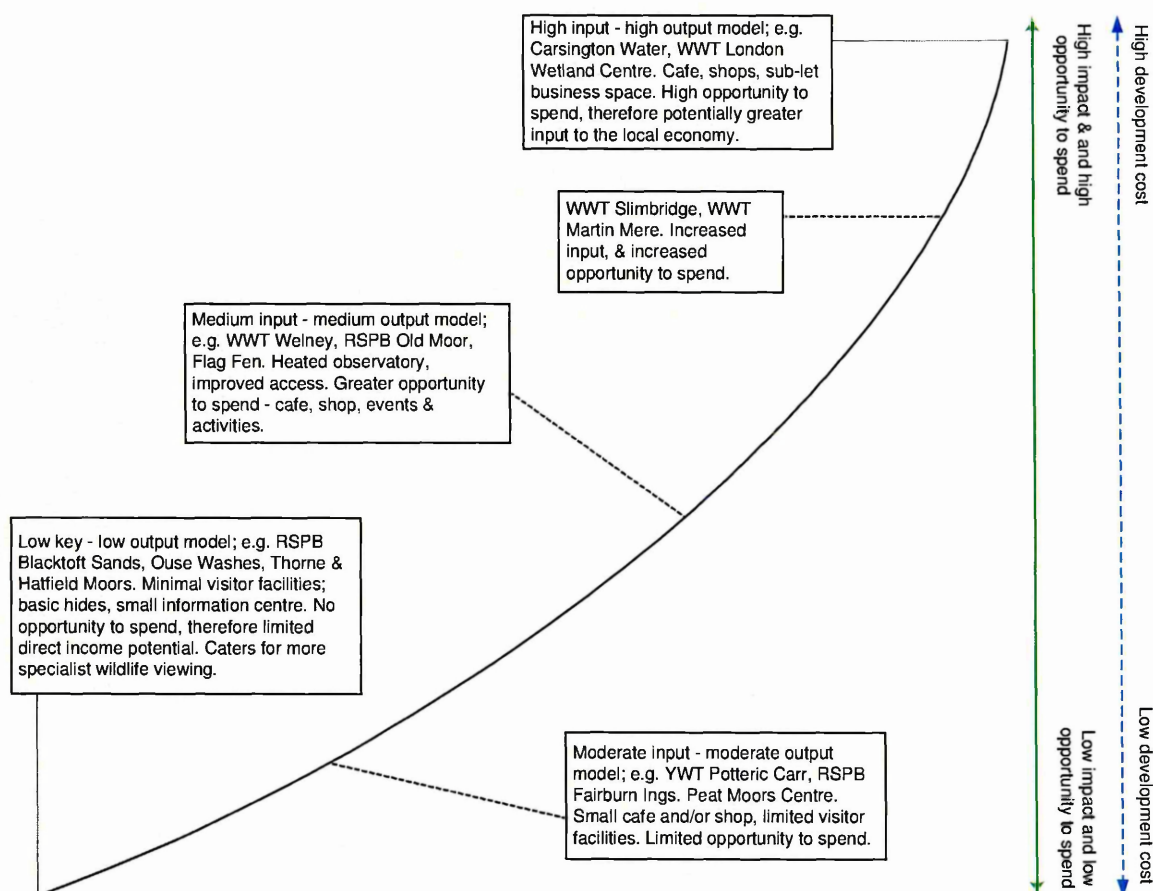 High input - high output model; e.g.
Carsington Water, WWT London
Wetland Centre. Cafe, shops, sub-let
business space. High opportunity to
spend, therefore potentially greater
input to the local economy.
WWT Slimbridge, WWT
Martin Mere. Increased
input, & increased
opportunity to spend.
Medium input - medium output model;
e.g. WWT Welney, RSPB Old Moor,
Flag Fen. Heated observatory,
improved access. Greater opportunity
to spend - cafe, shop, events &
activities.
Low key - low output model; e.g. RSPB
Blacktoft Sands, Ouse Washes, Thorne &
Hatfield Moors. Minimal visitor facilities;
basic hides, small information centre. No
opportunity to spend, therefore limited
direct income potential. Caters for more
specialist wildlife viewing.
Moderate input - moderate output
model; e.g. YWT Potteric Carr, RSPB
Fairburn Ings. Peat Moors Centre.
Small cafe and/or shop, limited visitor
facilities. Limited opportunity to spend.
High impact & and high
opportunity to spend
High development cost
Low impact and low
opportunity to spend
Low development cost